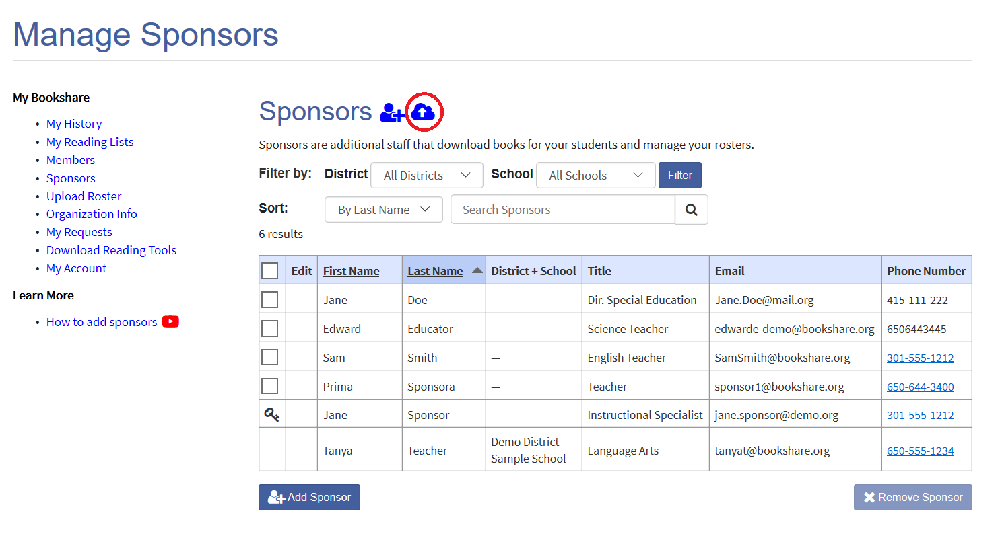 Manage Sponsors
My Bookshare
• My History
• My Reading Lists
• Members
• Sponsors
• Upload Roster
• Organization Info
• My Requests
• Download Reading Tools
• My Account
Learn More
• How to add sponsors
Sponsors
Sponsors are additional staff that download books for your students and manage your rosters.
Filter by: District All Districts School All Schools Filter
Sort: By Last Name Search Sponsors
6 results
Edit First Name Last Name District + School Title Email Phone Number
Jane Doe — Dir. Special Education Jane.Doe@mail.org 415-111-222
Edward Educator — Science Teacher edwarde-demo@bookshare.org 6506443445
Sam Smith — English Teacher SamSmith@bookshare.org 301-555-1212
Prima Sponsora — Teacher sponsor1@bookshare.org 650-644-3400
Jane Sponsor — Instructional Specialist jane.sponsor@demo.org 301-555-1212
Tanya Teacher Demo District Language Arts tanyat@bookshare.org 650-555-1234
Sample School
Add Sponsor Remove Sponsor